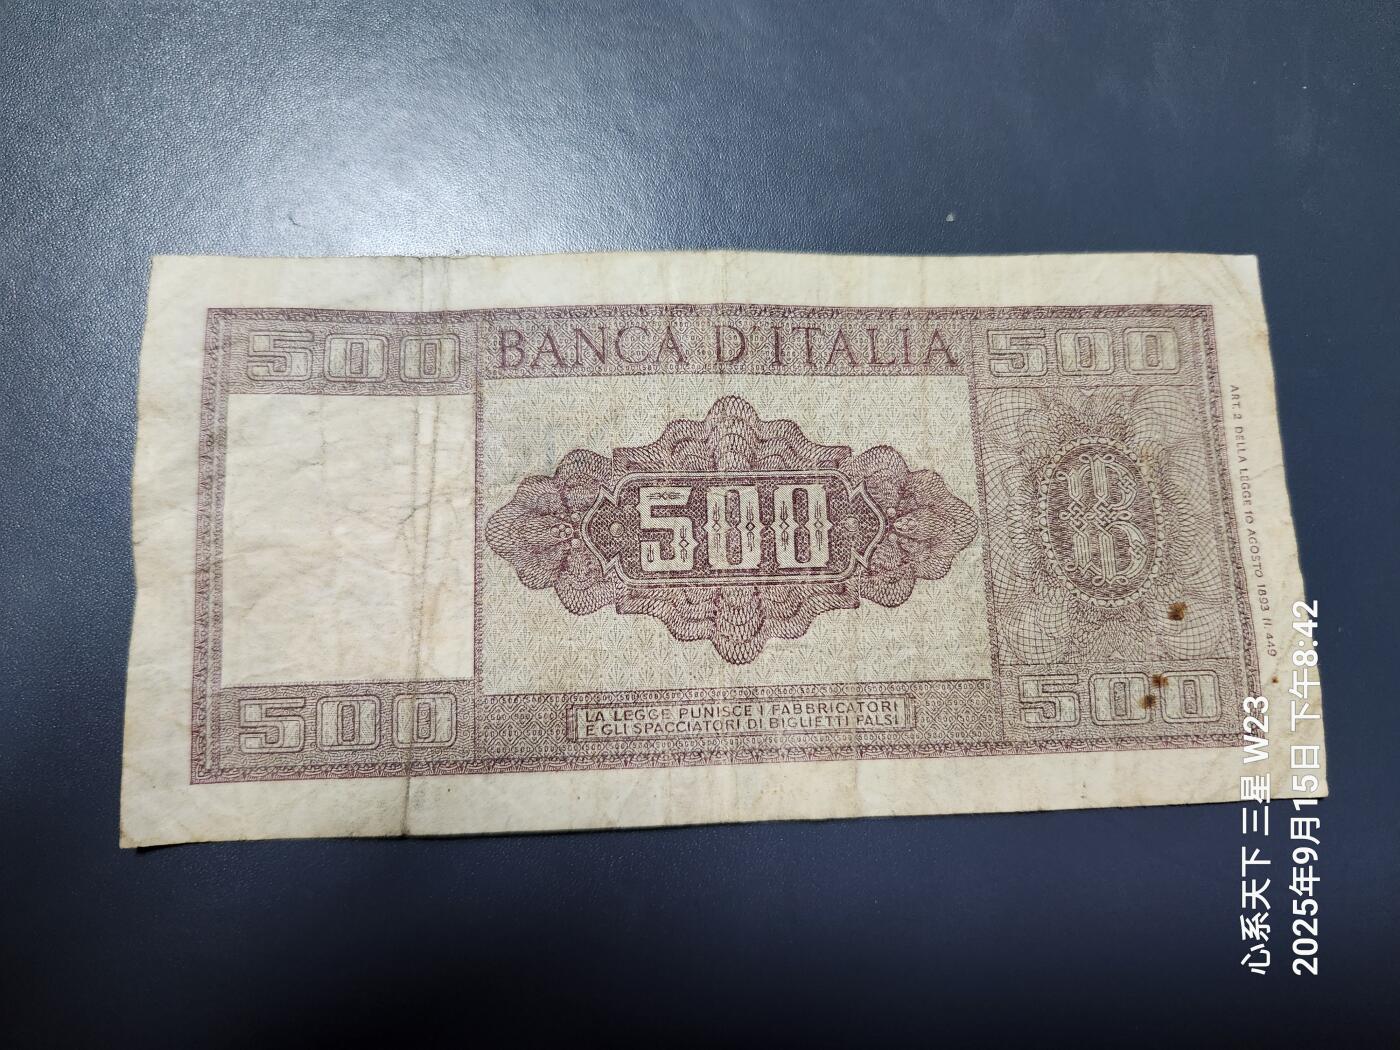 500
BANCA D'ITALIA
500
500
LA LEGGE PUNISCE I FABBRICATORI
E GLI SPACCIATORI DI BIGLIETTI FALSI
500
500
ART. 2 DELLA LEGGE 10 AGOSTO 1893 N 449
心系天下 三星 W23
2025年9月15日 下午8:42